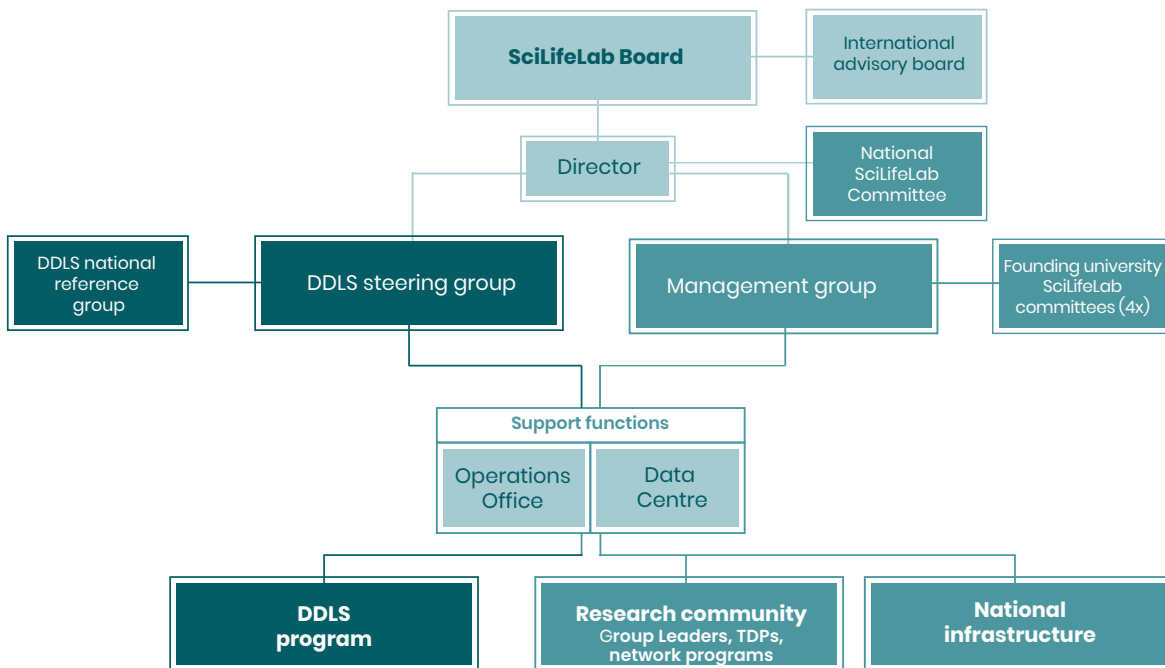 SciLifeLab Board
International
advisory board
Director
National
SciLifeLab
Committee
DDLS national
reference
group
DDLS steering group
Management group
Founding university
SciLifeLab
committees (4x)
Support functions
Operations
Office
Data
Centre
DDLS
program
Research community
Group Leaders, TDPs,
network programs
National
infrastructure